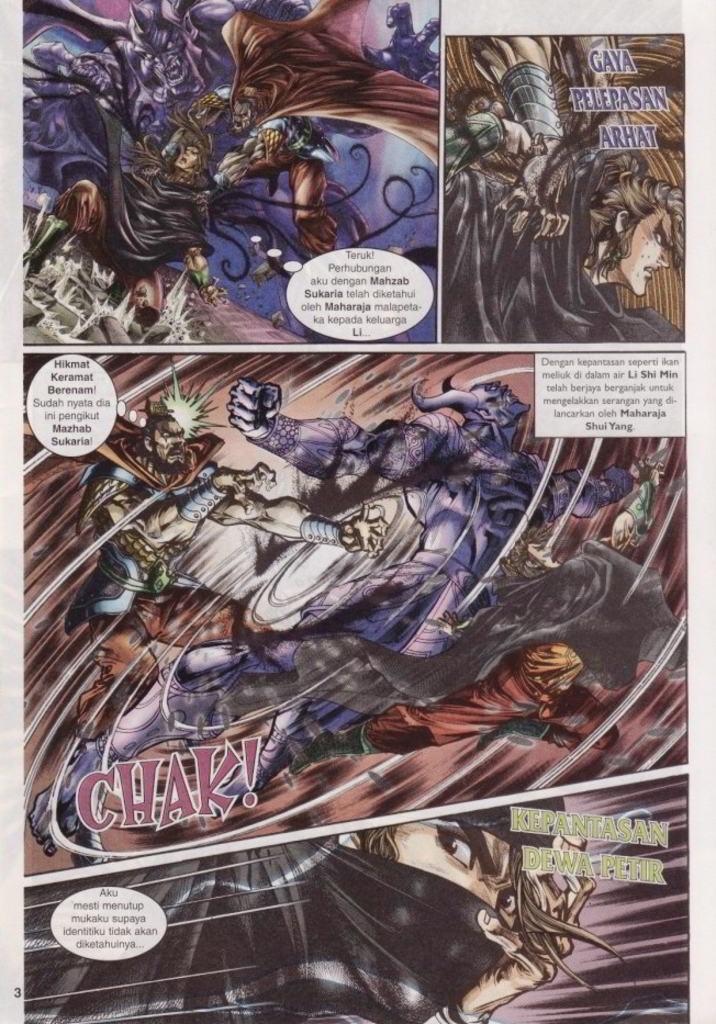 Teruk!
Perhubungan
aku dengan Mahzab
Sukaria telah diketahui
oleh Maharaja malapeta-
ka kepada keluarga
Li...
GAYA
PELEPASAN
ARHAT
Hikmat
Keramat
Berenam!
Sudah nyata dia
ini pengikut
Mazhab
Sukaria!
Dengan kepantasan seperti ikan
meliuk di dalam air Li Shi Min
telah berjaya berganjak untuk
mengelakkan serangan yang di-
lancarkan oleh Maharaja
Shui Yang.
CHAK!
KEPANTASAN
DEWA PETIR
Aku
mesti menutup
mukaku supaya
identitiku tidak akan
diketahuinya...
3